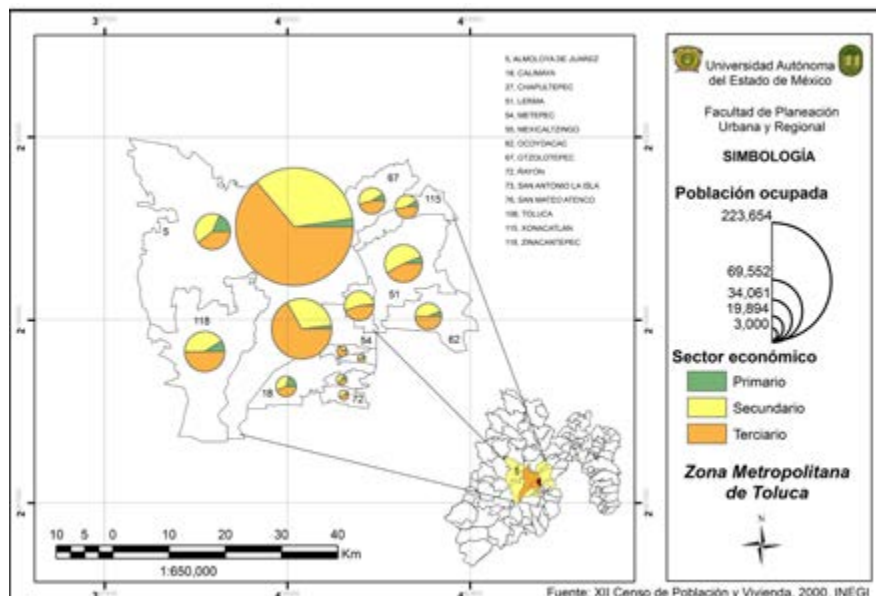 5, ALMOLOYA DE JUAREZ
18, CALIMAYA
27, CHAPULTEPEC
51, LERMA
54, METEPEC
55, MEXICALTZINGO
62, OCOYOACAC
67, OTZOLOTEPEC
72, RAYÓN
73, SAN ANTONIO LA ISLA
76, SAN MATEO ATENCO
106, TOLUCA
115, XONACATLAN
118, ZINACANTEPEC
67
115
5
51
118
62
54
18
72
5
10 5 0 10 20 30 40
Km
1:650,000
Universidad Autónoma
del Estado de México
Facultad de Planeación
Urbana y Regional
SIMBOLOGÍA
Población ocupada
223,654
69,552
34,061
19,894
3,000
Sector económico
Primario
Secundario
Terciario
Zona Metropolitana
de Toluca
N
Fuente: XII Censo de Población y Vivienda, 2000, INEGI